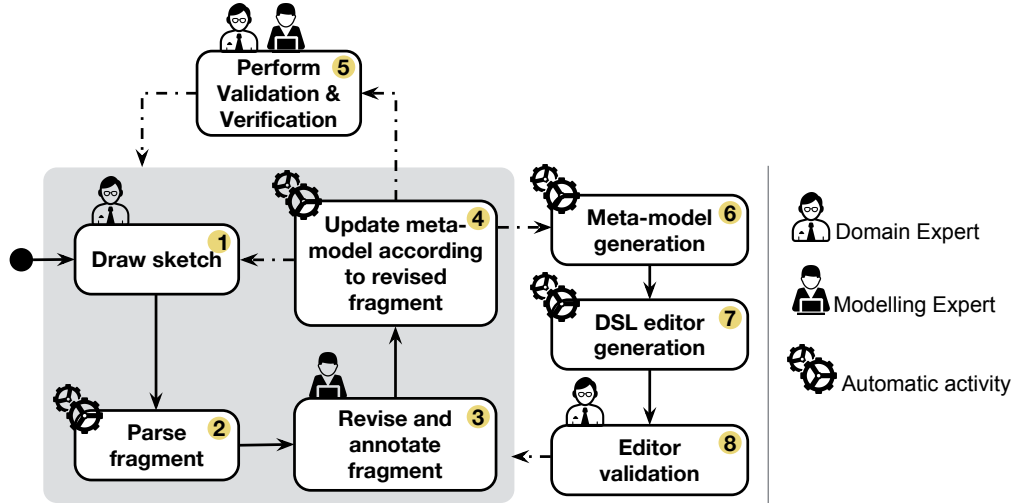 5
Perform
Validation &
Verification
1
Draw sketch
4
Update meta-
model according
to revised
fragment
6
Meta-model
generation
7
DSL editor
generation
2
Parse
fragment
3
Revise and
annotate
fragment
8
Editor
validation
Domain Expert
Modelling Expert
Automatic activity